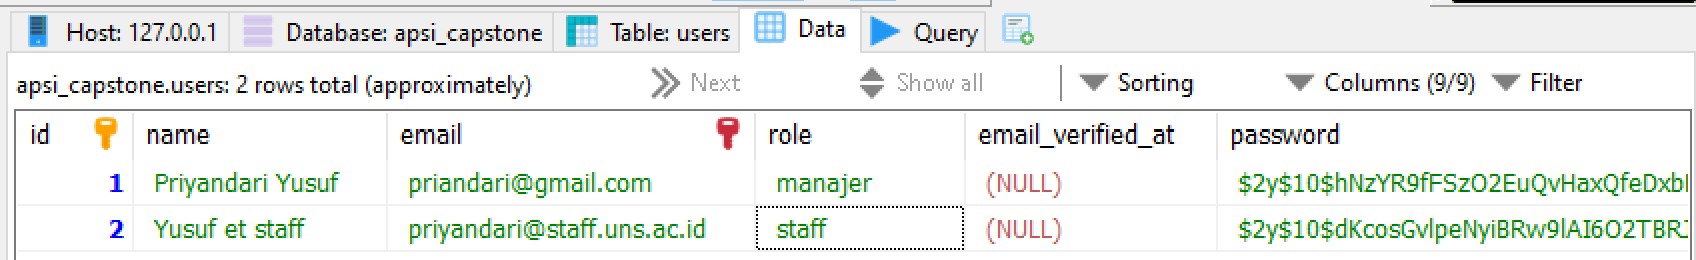 Host: 127.0.0.1 Database: apsi_capstone Table: users Data Query
apsi_capstone.users: 2 rows total (approximately) Next Show all Sorting Columns (9/9) Filter
id name email role email_verified_at password
1 Priyandari Yusuf priandari@gmail.com manajer (NULL) $2y$10$hNzYR9fFSzO2EuQvHaxQfeDxb
2 Yusuf et staff priyandari@staff.uns.ac.id staff (NULL) $2y$10$dKcosGvlpeNyiBRw9lAI6O2TBR